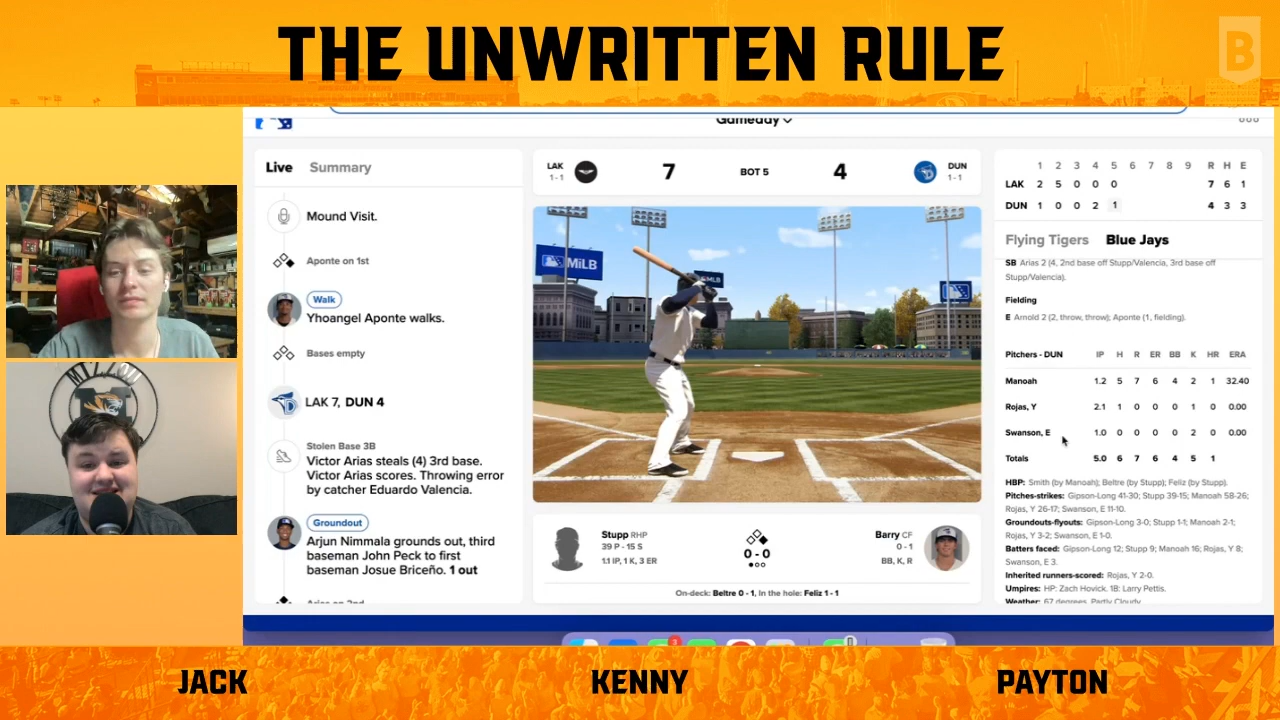 THE UNWRITTEN RULE
B
Gameday
MIZZOU
Live Summary
Mound Visit.
Aponte on 1st
Walk
Yhoangel Aponte walks.
Bases empty
LAK 7, DUN 4
Stolen Base 3B
Victor Arias steals (4) 3rd base.
Victor Arias scores. Throwing error
by catcher Eduardo Valencia.
Groundout
Arjun Nimmala grounds out, third
baseman John Peck to first
baseman Josue Briceño. 1 out
Arias on 2nd
LAK
1-1
7
BOT 5
4
DUN
1-1
MiLB
MiLB
MiLB
Stupp RHP
39 P - 15 S
1.1 IP, 1 K, 3 ER
0 - 0
Barry CF
0 - 1
BB, K, R
On-deck: Beltre 0 - 1, In the hole: Feliz 1 - 1
1 2 3 4 5 6 7 8 9 R H E
LAK 2 5 0 0 0 7 6 1
DUN 1 0 0 2 1 4 3 3
Flying Tigers Blue Jays
SB Arias 2 (4, 2nd base off Stupp/Valencia, 3rd base off
Stupp/Valencia).
Fielding
E Arnold 2 (2, throw, throw); Aponte (1, fielding).
Pitchers - DUN IP H R ER BB K HR ERA
Manoah 1.2 5 7 6 4 2 1 32.40
Rojas, Y 2.1 1 0 0 0 1 0 0.00
Swanson, E 1.0 0 0 0 0 2 0 0.00
Totals 5.0 6 7 6 4 5 1
HBP: Smith (by Manoah); Beltre (by Stupp); Feliz (by Stupp).
Pitches-strikes: Gipson-Long 41-30; Stupp 39-15; Manoah 58-26;
Rojas, Y 26-17; Swanson, E 11-10.
Groundouts-flyouts: Gipson-Long 3-0; Stupp 1-1; Manoah 2-1;
Rojas, Y 3-2; Swanson, E 1-0.
Batters faced: Gipson-Long 12; Stupp 9; Manoah 16; Rojas, Y 8;
Swanson, E 3.
Inherited runners-scored: Rojas, Y 2-0.
Umpires: HP: Zach Hovick. 1B: Larry Pettis.
Weather: 67 degrees, Partly Cloudy.
3
JACK
KENNY
PAYTON